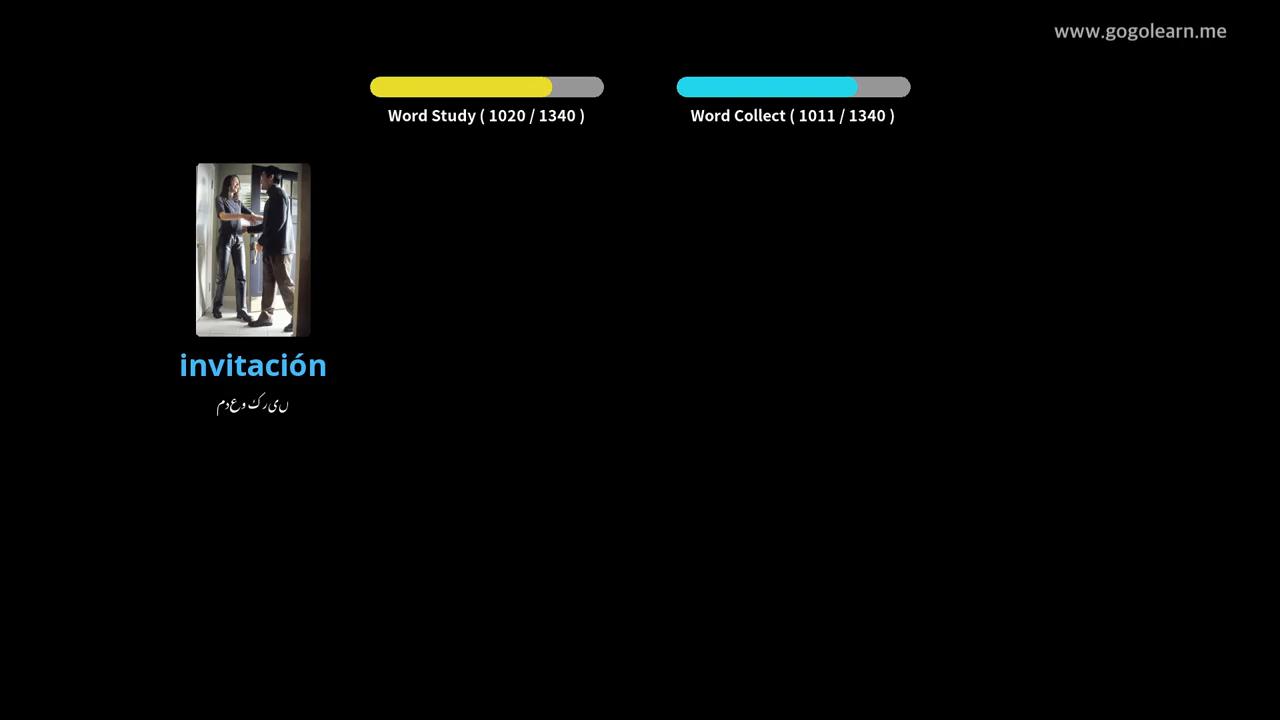 www.gogolearn.me
Word Study ( 1020 / 1340 )
Word Collect ( 1011 / 1340 )
invitación
مدعو کریں